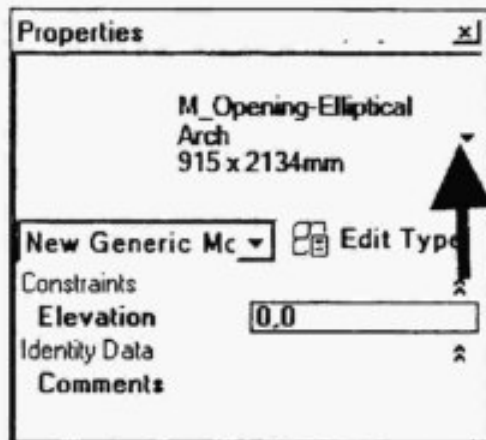 Properties
M_Opening-Elliptical
Arch
915 x 2134mm
New Generic Mc
Edit Type
Constraints
Elevation 0,0
Identity Data
Comments